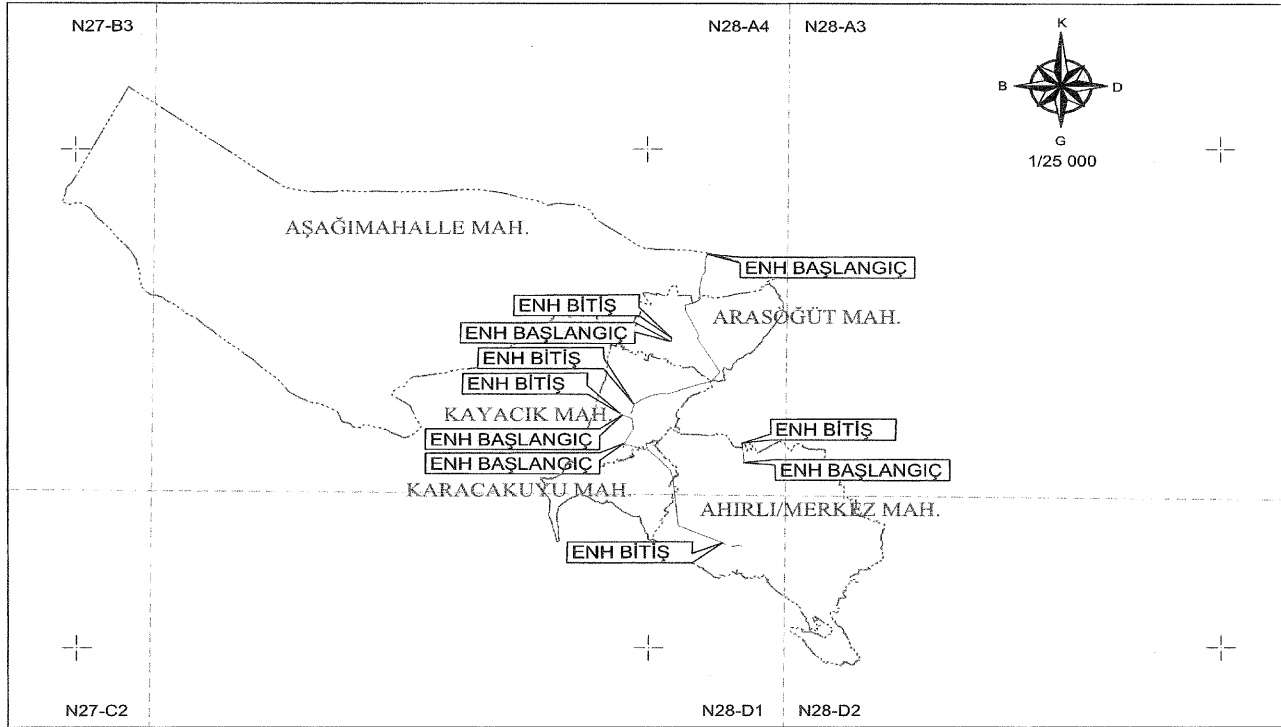 N27-B3
N28-A4
N28-A3
K
B
D
G
1/25 000
AŞAĞIMAHALLE MAH.
ENH BAŞLANGIÇ
ENH BİTİŞ
ARASÖĞÜT MAH.
ENH BAŞLANGIÇ
ENH BİTİŞ
ENH BİTİŞ
KAYACIK MAH.
ENH BİTİŞ
ENH BAŞLANGIÇ
ENH BAŞLANGIÇ
ENH BAŞLANGIÇ
KARACAKUYU MAH.
AHIRLI/MERKEZ MAH.
ENH BİTİŞ
N27-C2
N28-D1
N28-D2